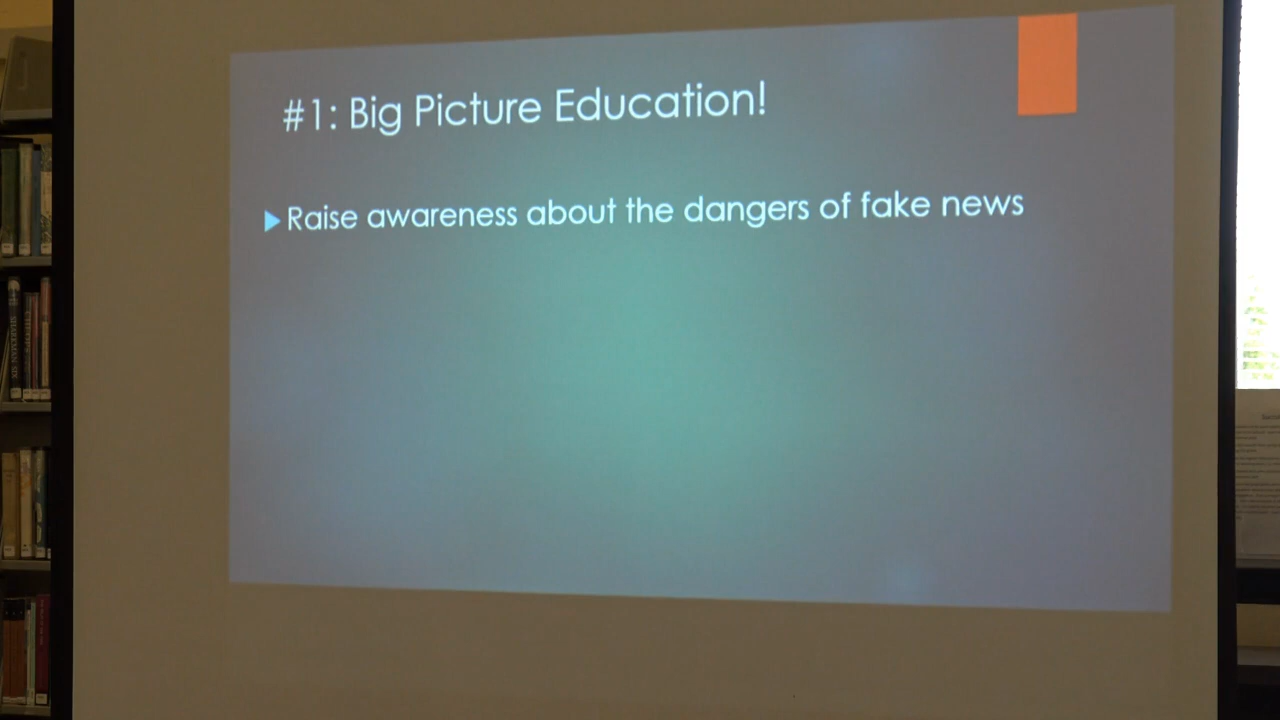 #1: Big Picture Education!
Raise awareness about the dangers of fake news